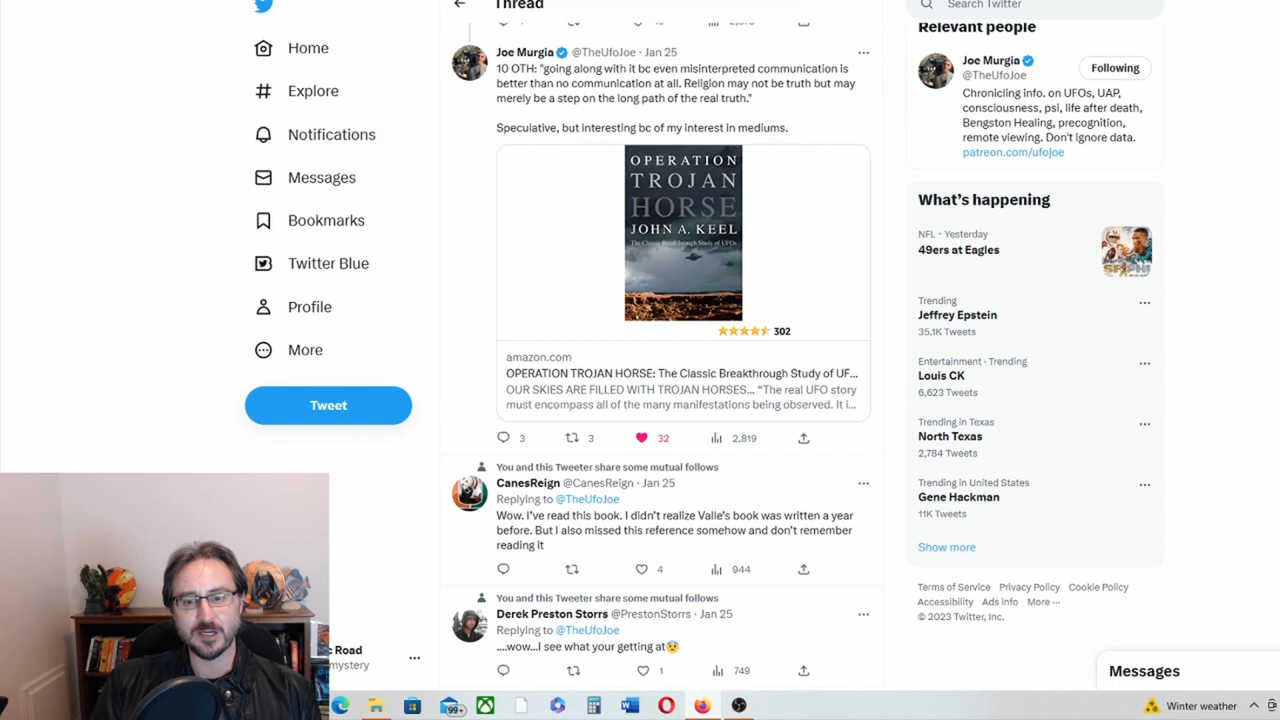 Home
Explore
Notifications
Messages
Bookmarks
Twitter Blue
Profile
More
Tweet
c Road
mystery
Thread
Joe Murgia @TheUfoJoe · Jan 25
10 OTH: "going along with it bc even misinterpreted communication is
better than no communication at all. Religion may not be truth but may
merely be a step on the long path of the real truth."
Speculative, but interesting bc of my interest in mediums.
OPERATION
TROJAN
HORSE
JOHN A. KEEL
The Classic Breakthrough Study of UFOs
302
amazon.com
OPERATION TROJAN HORSE: The Classic Breakthrough Study of UF...
OUR SKIES ARE FILLED WITH TROJAN HORSES... “The real UFO story
must encompass all of the many manifestations being observed. It i...
3 3 32 2,819
You and this Tweeter share some mutual follows
CanesReign @CanesReign · Jan 25
Replying to @TheUfoJoe
Wow. I’ve read this book. I didn’t realize Valle’s book was written a year
before. But I also missed this reference somehow and don’t remember
reading it
4 944
You and this Tweeter share some mutual follows
Derek Preston Storrs @PrestonStorrs · Jan 25
Replying to @TheUfoJoe
....wow...I see what your getting at😰
1 749
Search Twitter
Relevant people
Joe Murgia
@TheUfoJoe
Following
Chronicling info. on UFOs, UAP,
consciousness, psi, life after death,
Bengston Healing, precognition,
remote viewing. Don't ignore data.
patreon.com/ufojoe
What’s happening
NFL · Yesterday
49ers at Eagles
Trending
Jeffrey Epstein
35.1K Tweets
Entertainment · Trending
Louis CK
6,623 Tweets
Trending in Texas
North Texas
2,784 Tweets
Trending in United States
Gene Hackman
11K Tweets
Show more
Terms of Service Privacy Policy Cookie Policy
Accessibility Ads info More ···
© 2023 Twitter, Inc.
Messages
99+
Winter weather